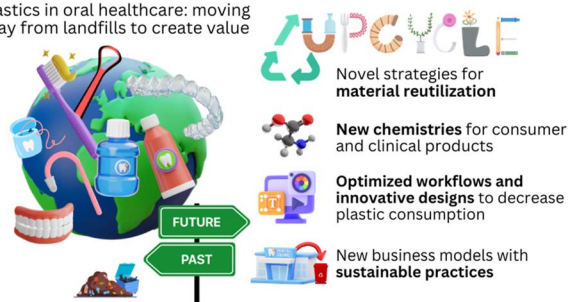 astics in oral healthcare: moving
ay from landfills to create value
UPCYCLE
Novel strategies for
material reutilization
New chemistries for consumer
and clinical products
Optimized workflows and
innovative designs to decrease
plastic consumption
T
FUTURE
PAST
New business models with
sustainable practices